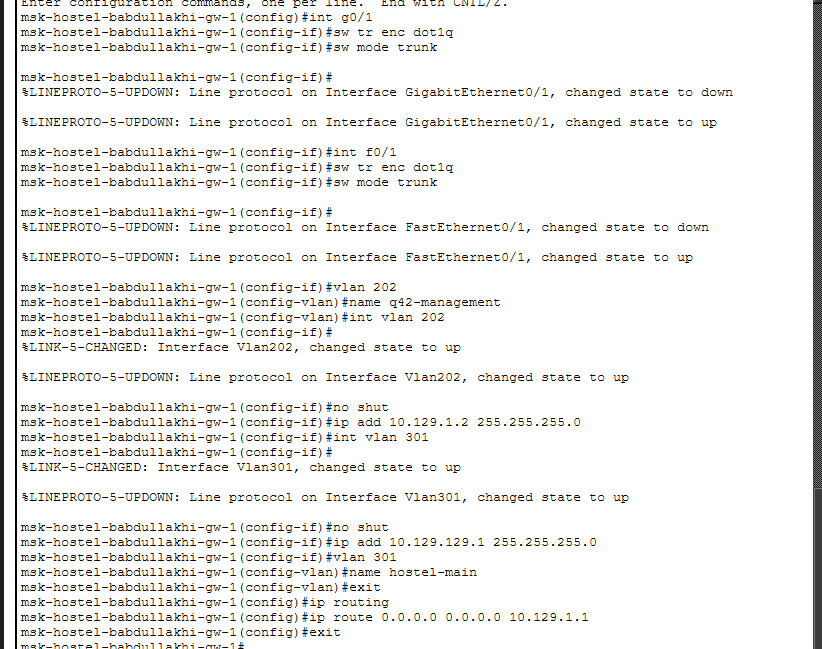 Enter configuration commands, one per line. End with CNTL/Z.
msk-hostel-babdullakhi-gw-1(config)#int g0/1
msk-hostel-babdullakhi-gw-1(config-if)#sw tr enc dot1q
msk-hostel-babdullakhi-gw-1(config-if)#sw mode trunk
msk-hostel-babdullakhi-gw-1(config-if)#
%LINEPROTO-5-UPDOWN: Line protocol on Interface GigabitEthernet0/1, changed state to down
%LINEPROTO-5-UPDOWN: Line protocol on Interface GigabitEthernet0/1, changed state to up
msk-hostel-babdullakhi-gw-1(config-if)#int f0/1
msk-hostel-babdullakhi-gw-1(config-if)#sw tr enc dot1q
msk-hostel-babdullakhi-gw-1(config-if)#sw mode trunk
msk-hostel-babdullakhi-gw-1(config-if)#
%LINEPROTO-5-UPDOWN: Line protocol on Interface FastEthernet0/1, changed state to down
%LINEPROTO-5-UPDOWN: Line protocol on Interface FastEthernet0/1, changed state to up
msk-hostel-babdullakhi-gw-1(config-if)#vlan 202
msk-hostel-babdullakhi-gw-1(config-vlan)#name q42-management
msk-hostel-babdullakhi-gw-1(config-vlan)#int vlan 202
msk-hostel-babdullakhi-gw-1(config-if)#
%LINK-5-CHANGED: Interface Vlan202, changed state to up
%LINEPROTO-5-UPDOWN: Line protocol on Interface Vlan202, changed state to up
msk-hostel-babdullakhi-gw-1(config-if)#no shut
msk-hostel-babdullakhi-gw-1(config-if)#ip add 10.129.1.2 255.255.255.0
msk-hostel-babdullakhi-gw-1(config-if)#int vlan 301
msk-hostel-babdullakhi-gw-1(config-if)#
%LINK-5-CHANGED: Interface Vlan301, changed state to up
%LINEPROTO-5-UPDOWN: Line protocol on Interface Vlan301, changed state to up
msk-hostel-babdullakhi-gw-1(config-if)#no shut
msk-hostel-babdullakhi-gw-1(config-if)#ip add 10.129.129.1 255.255.255.0
msk-hostel-babdullakhi-gw-1(config-if)#vlan 301
msk-hostel-babdullakhi-gw-1(config-vlan)#name hostel-main
msk-hostel-babdullakhi-gw-1(config-vlan)#exit
msk-hostel-babdullakhi-gw-1(config)#ip routing
msk-hostel-babdullakhi-gw-1(config)#ip route 0.0.0.0 0.0.0.0 10.129.1.1
msk-hostel-babdullakhi-gw-1(config)#exit
msk-hostel-babdullakhi-gw-1#